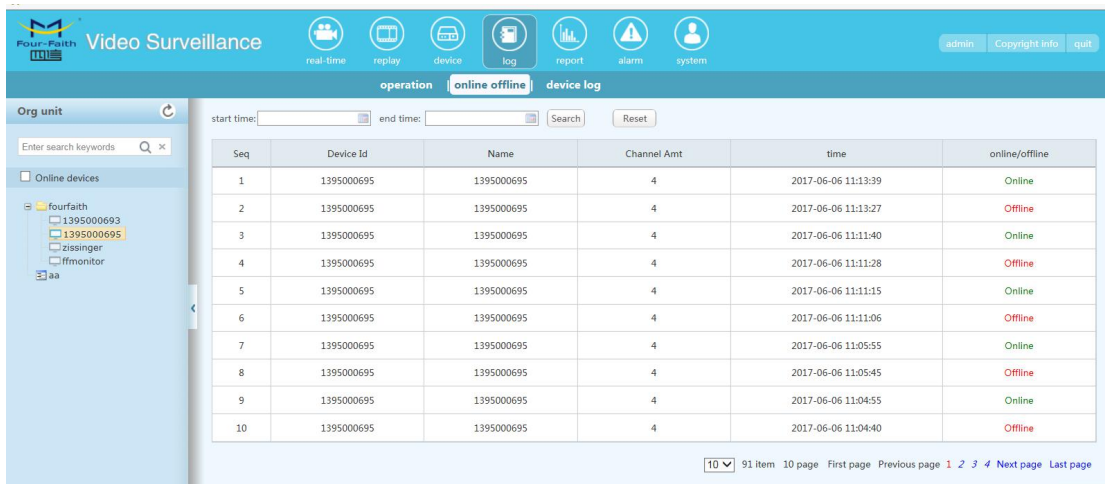 Four-Faith
四信
Video Surveillance
real-time replay device log report alarm system
admin Copyright info quit
operation | online offline | device log
Org unit
Enter search keywords
Online devices
fourfaith
1395000693
1395000695
zissinger
ffmonitor
aa
start time: end time: Search Reset
Seq Device Id Name Channel Amt time online/offline
1 1395000695 1395000695 4 2017-06-06 11:13:39 Online
2 1395000695 1395000695 4 2017-06-06 11:13:27 Offline
3 1395000695 1395000695 4 2017-06-06 11:11:40 Online
4 1395000695 1395000695 4 2017-06-06 11:11:28 Offline
5 1395000695 1395000695 4 2017-06-06 11:11:15 Online
6 1395000695 1395000695 4 2017-06-06 11:11:06 Offline
7 1395000695 1395000695 4 2017-06-06 11:05:55 Online
8 1395000695 1395000695 4 2017-06-06 11:05:45 Offline
9 1395000695 1395000695 4 2017-06-06 11:04:55 Online
10 1395000695 1395000695 4 2017-06-06 11:04:40 Offline
10 91 item 10 page First page Previous page 1 2 3 4 Next page Last page